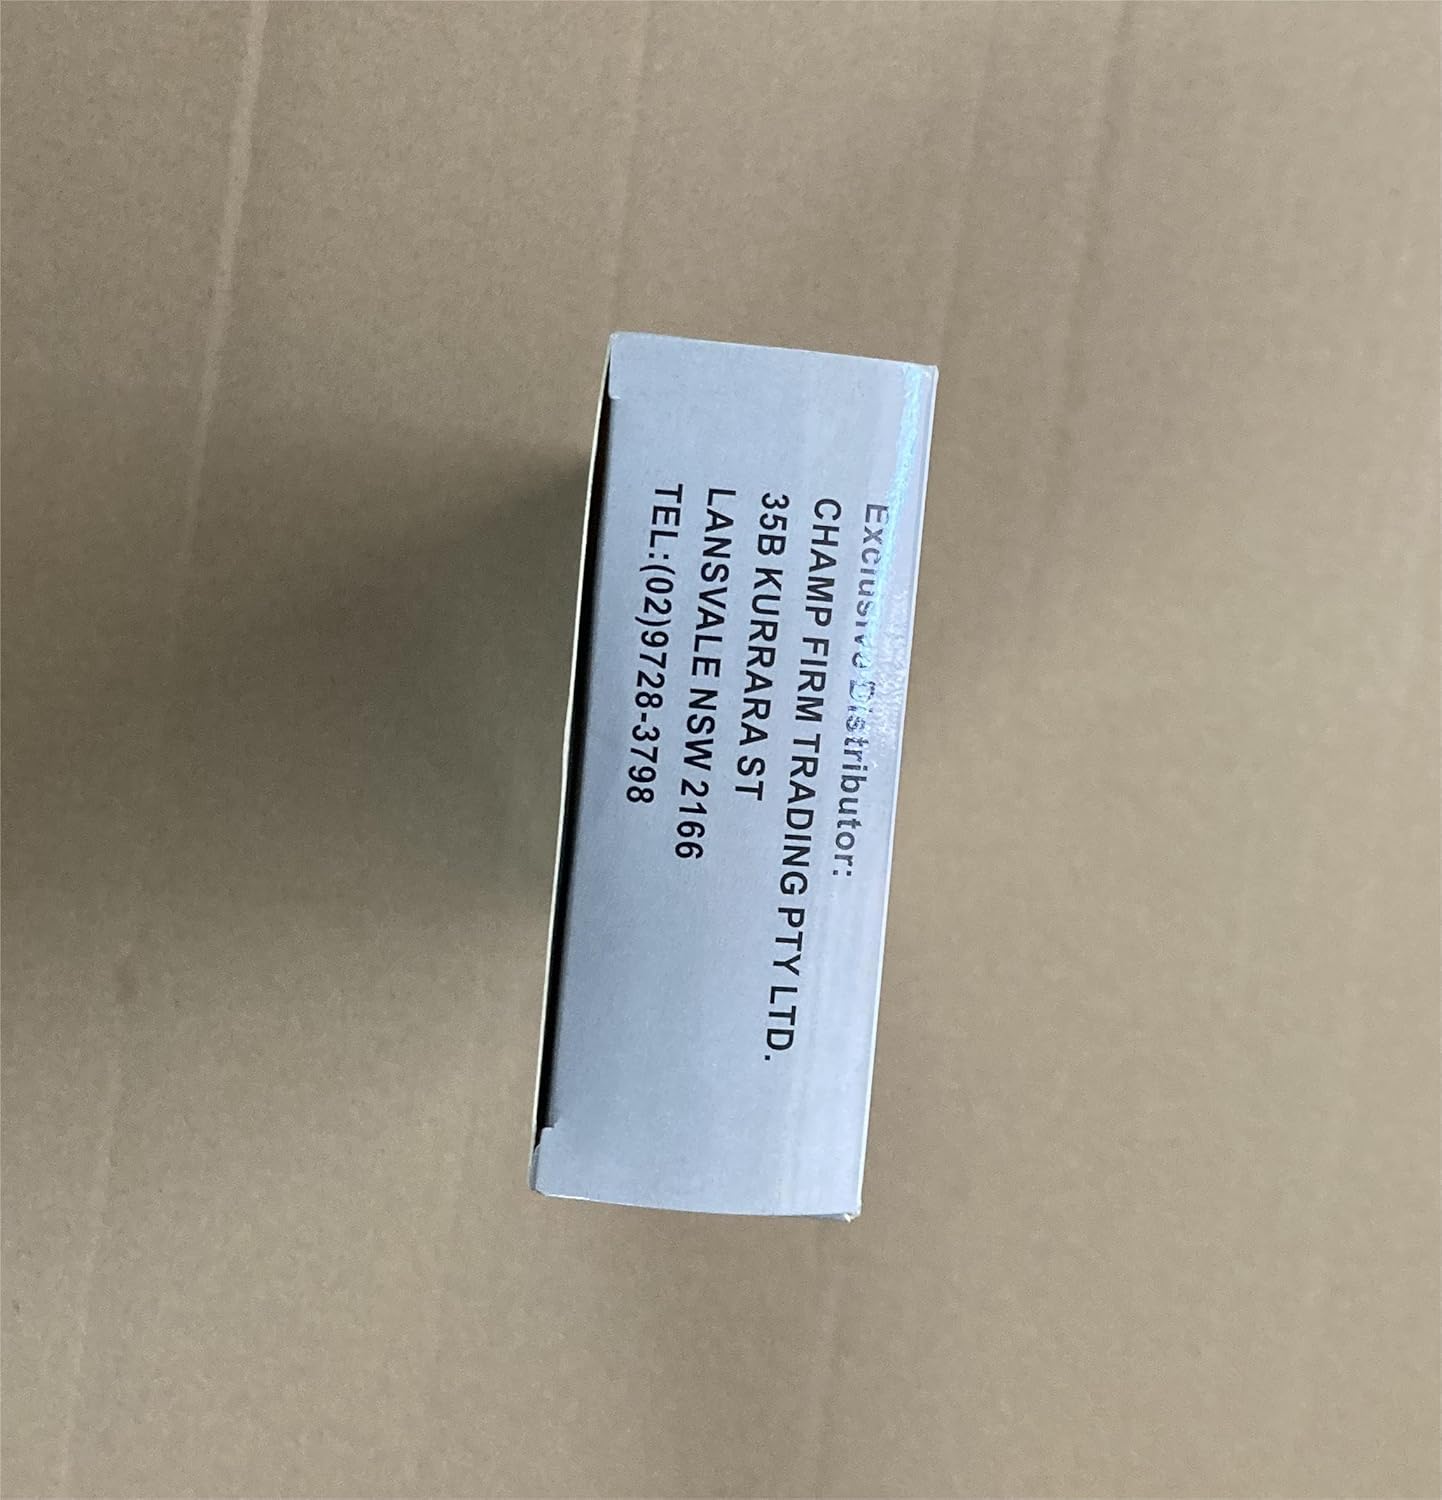 Exclusive Distributor:
CHAMP FIRM TRADING PTY LTD.
35B KURRARA ST
LANSVALE NSW 2166
TEL:(02)9728-3798